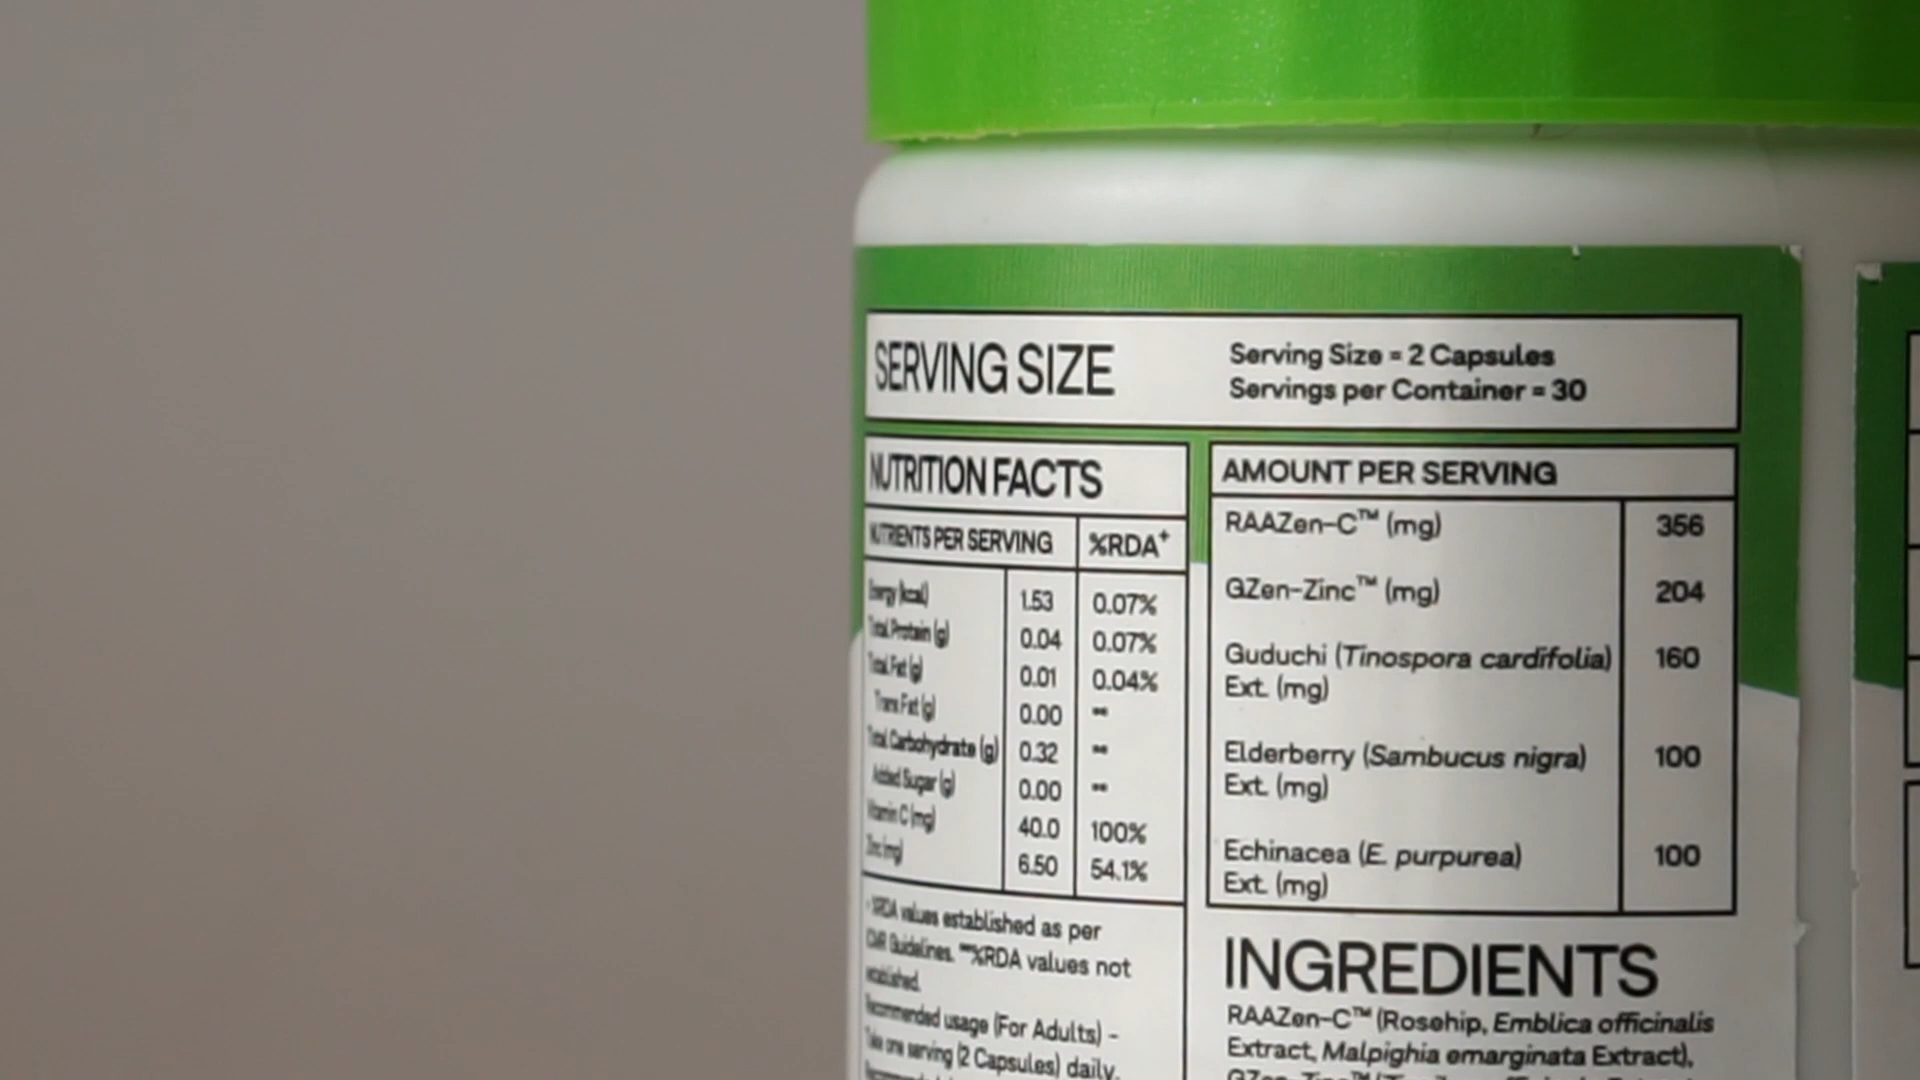 SERVING SIZE
Serving Size = 2 Capsules
Servings per Container = 30
NUTRITION FACTS
NUTRIENTS PER SERVING %RDA+
Energy (kcal) 1.53 0.07%
Total Protein (g) 0.04 0.07%
Total Fat (g) 0.01 0.04%
Trans Fat (g) 0.00 **
Total Carbohydrate (g) 0.32 **
Added Sugar (g) 0.00 **
Vitamin C (mg) 40.0 100%
Zinc (mg) 6.50 54.1%
%RDA values established as per
Guidelines. **%RDA values not
established.
Recommended usage (For Adults) -
Take one serving (2 Capsules) daily.
AMOUNT PER SERVING
RAAZen-C™ (mg) 356
GZen-Zinc™ (mg) 204
Guduchi (Tinospora cardifolia) 160
Ext. (mg)
Elderberry (Sambucus nigra) 100
Ext. (mg)
Echinacea (E. purpurea) 100
Ext. (mg)
INGREDIENTS
RAAZen-C™ (Rosehip, Emblica officinalis
Extract, Malpighia emarginata Extract),